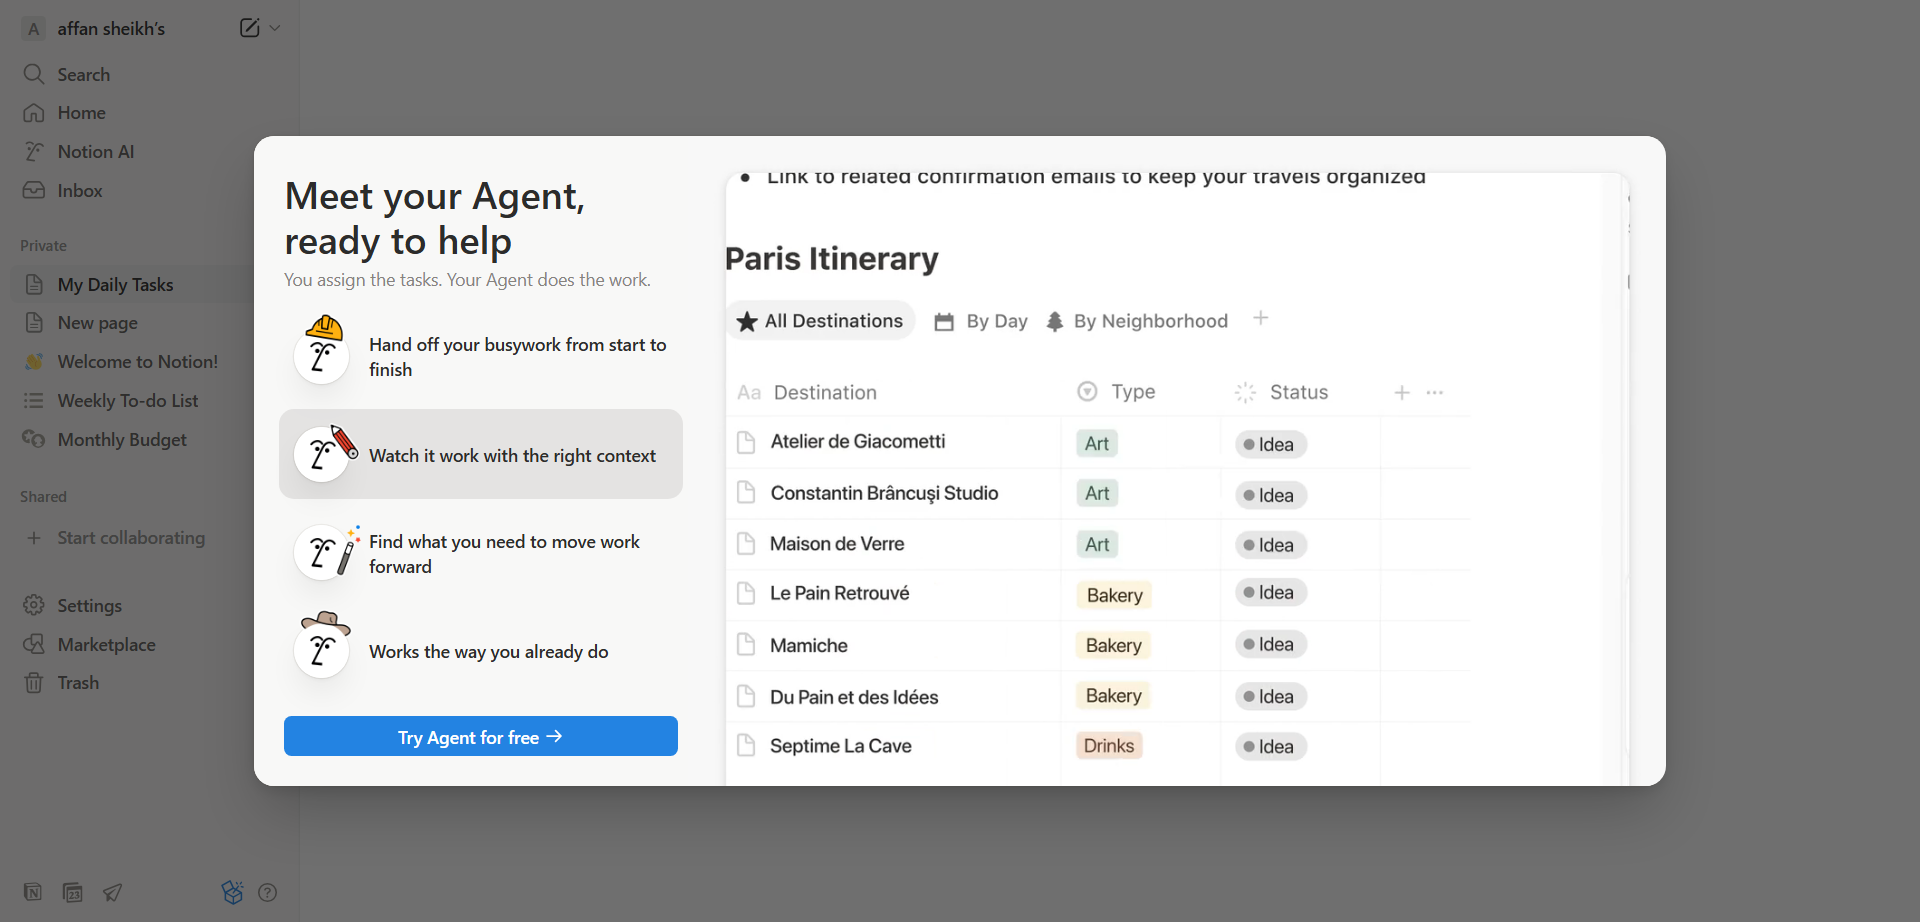 A affan sheikh's
Search
Home
Notion AI
Inbox
Private
My Daily Tasks
New page
Welcome to Notion!
Weekly To-do List
Monthly Budget
Shared
Start collaborating
Settings
Marketplace
Trash
23
Meet your Agent,
ready to help
You assign the tasks. Your Agent does the work.
Hand off your busywork from start to
finish
Watch it work with the right context
Find what you need to move work
forward
Works the way you already do
Try Agent for free →
• Link to related confirmation emails to keep your travels organized
Paris Itinerary
All Destinations By Day By Neighborhood +
Aa Destination Type Status + ···
Atelier de Giacometti Art Idea
Constantin Brâncuşi Studio Art Idea
Maison de Verre Art Idea
Le Pain Retrouvé Bakery Idea
Mamiche Bakery Idea
Du Pain et des Idées Bakery Idea
Septime La Cave Drinks Idea